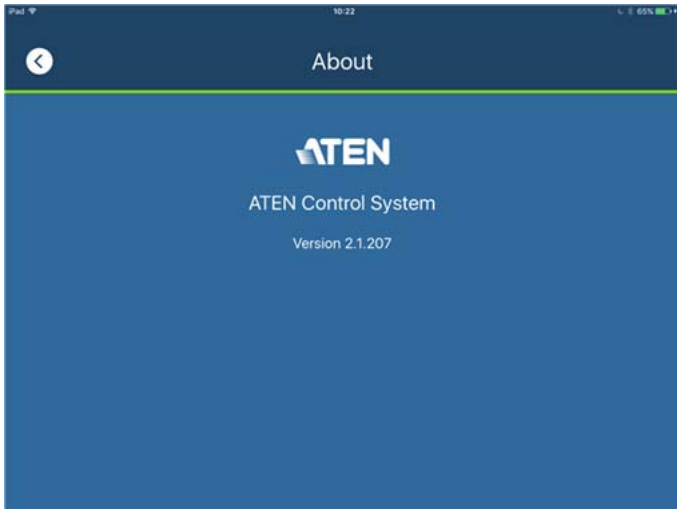 iPad 10:22 65%
About
ATEN
ATEN Control System
Version 2.1.207